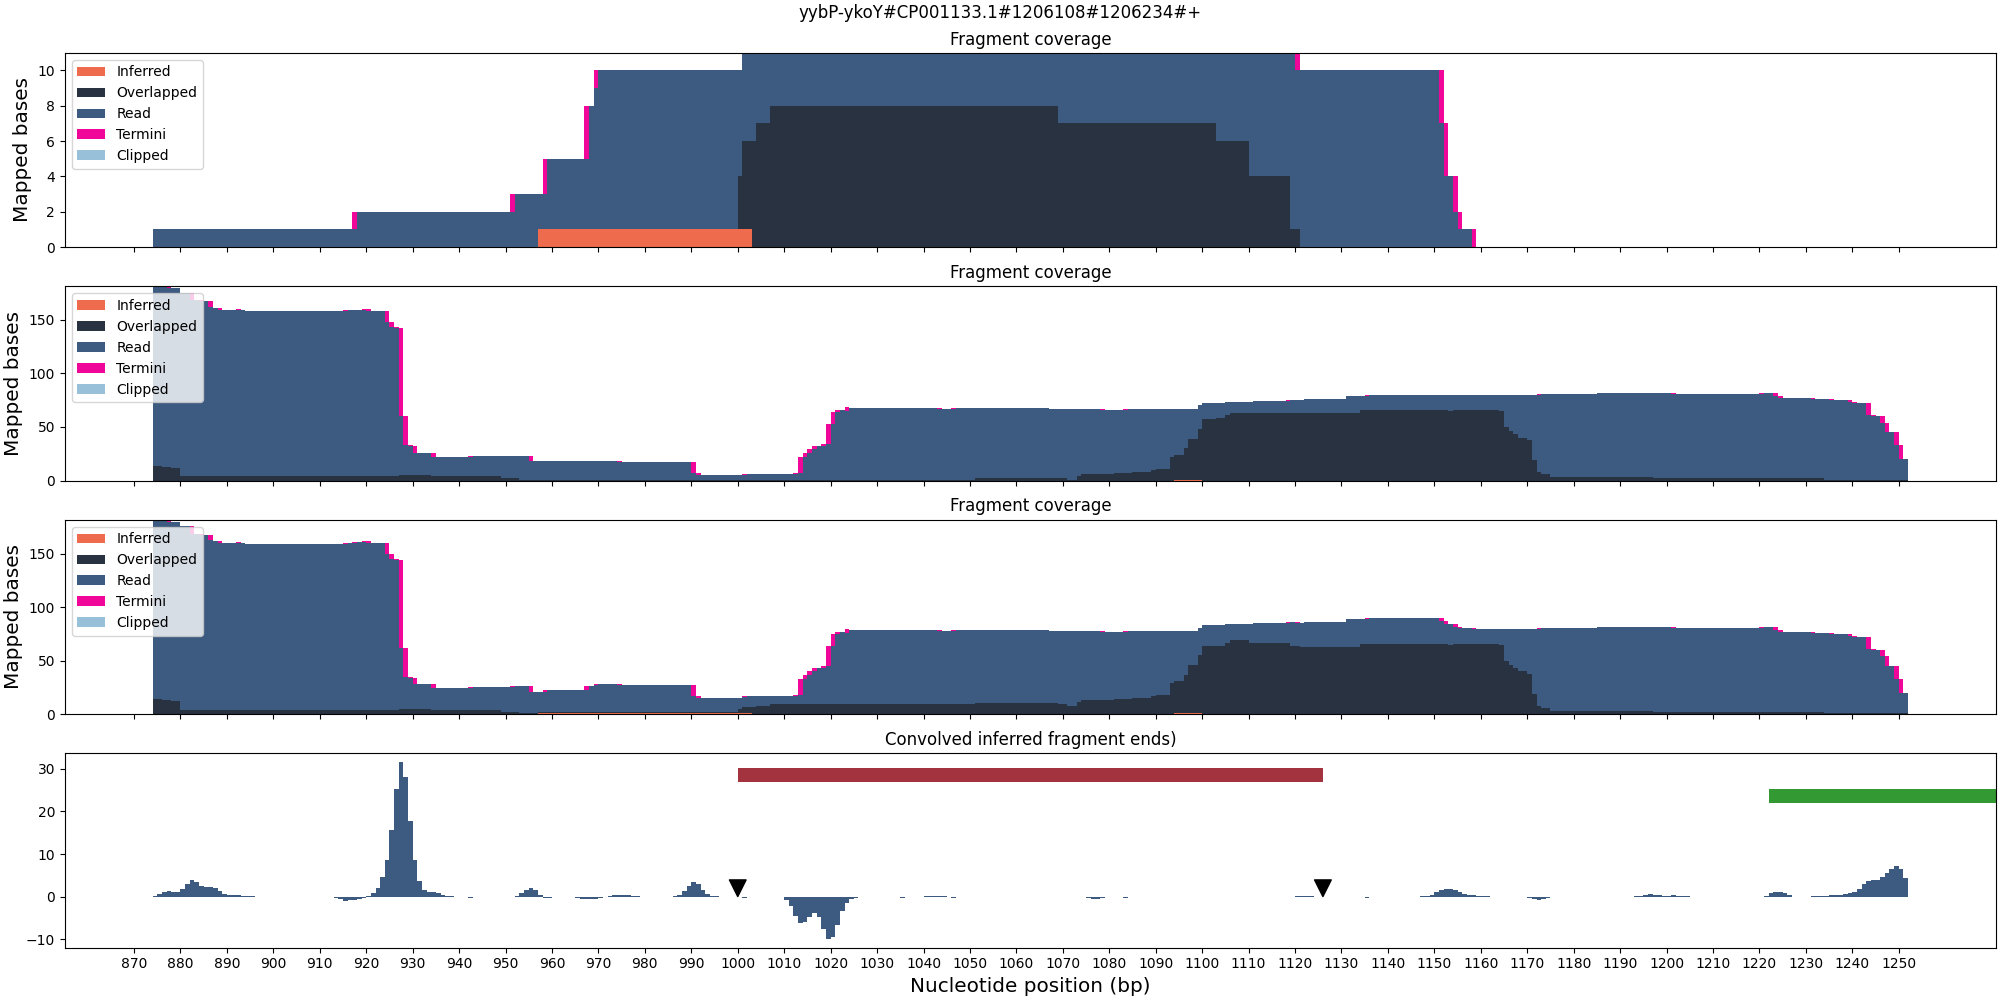 yybP-ykoY#CP001133.1#1206108#1206234#+
Fragment coverage
Mapped bases
10
8
6
4
2
0
Inferred
Overlapped
Read
Termini
Clipped
Fragment coverage
Mapped bases
150
100
50
0
Inferred
Overlapped
Read
Termini
Clipped
Fragment coverage
Mapped bases
150
100
50
0
Inferred
Overlapped
Read
Termini
Clipped
Convolved inferred fragment ends)
30
20
10
0
−10
870 880 890 900 910 920 930 940 950 960 970 980 990 1000 1010 1020 1030 1040 1050 1060 1070 1080 1090 1100 1110 1120 1130 1140 1150 1160 1170 1180 1190 1200 1210 1220 1230 1240 1250
Nucleotide position (bp)